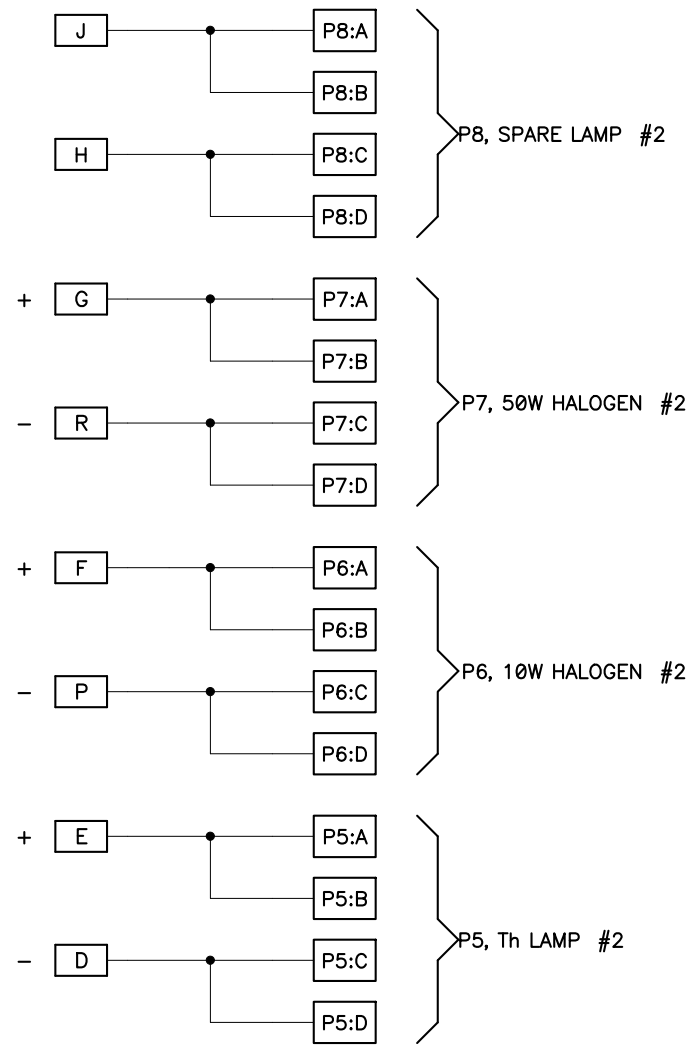 J P8:A
P8:B
P8, SPARE LAMP #2
H P8:C
P8:D
+ G P7:A
P7:B
P7, 50W HALOGEN #2
- R P7:C
P7:D
+ F P6:A
P6:B
P6, 10W HALOGEN #2
- P P6:C
P6:D
+ E P5:A
P5:B
P5, Th LAMP #2
- D P5:C
P5:D